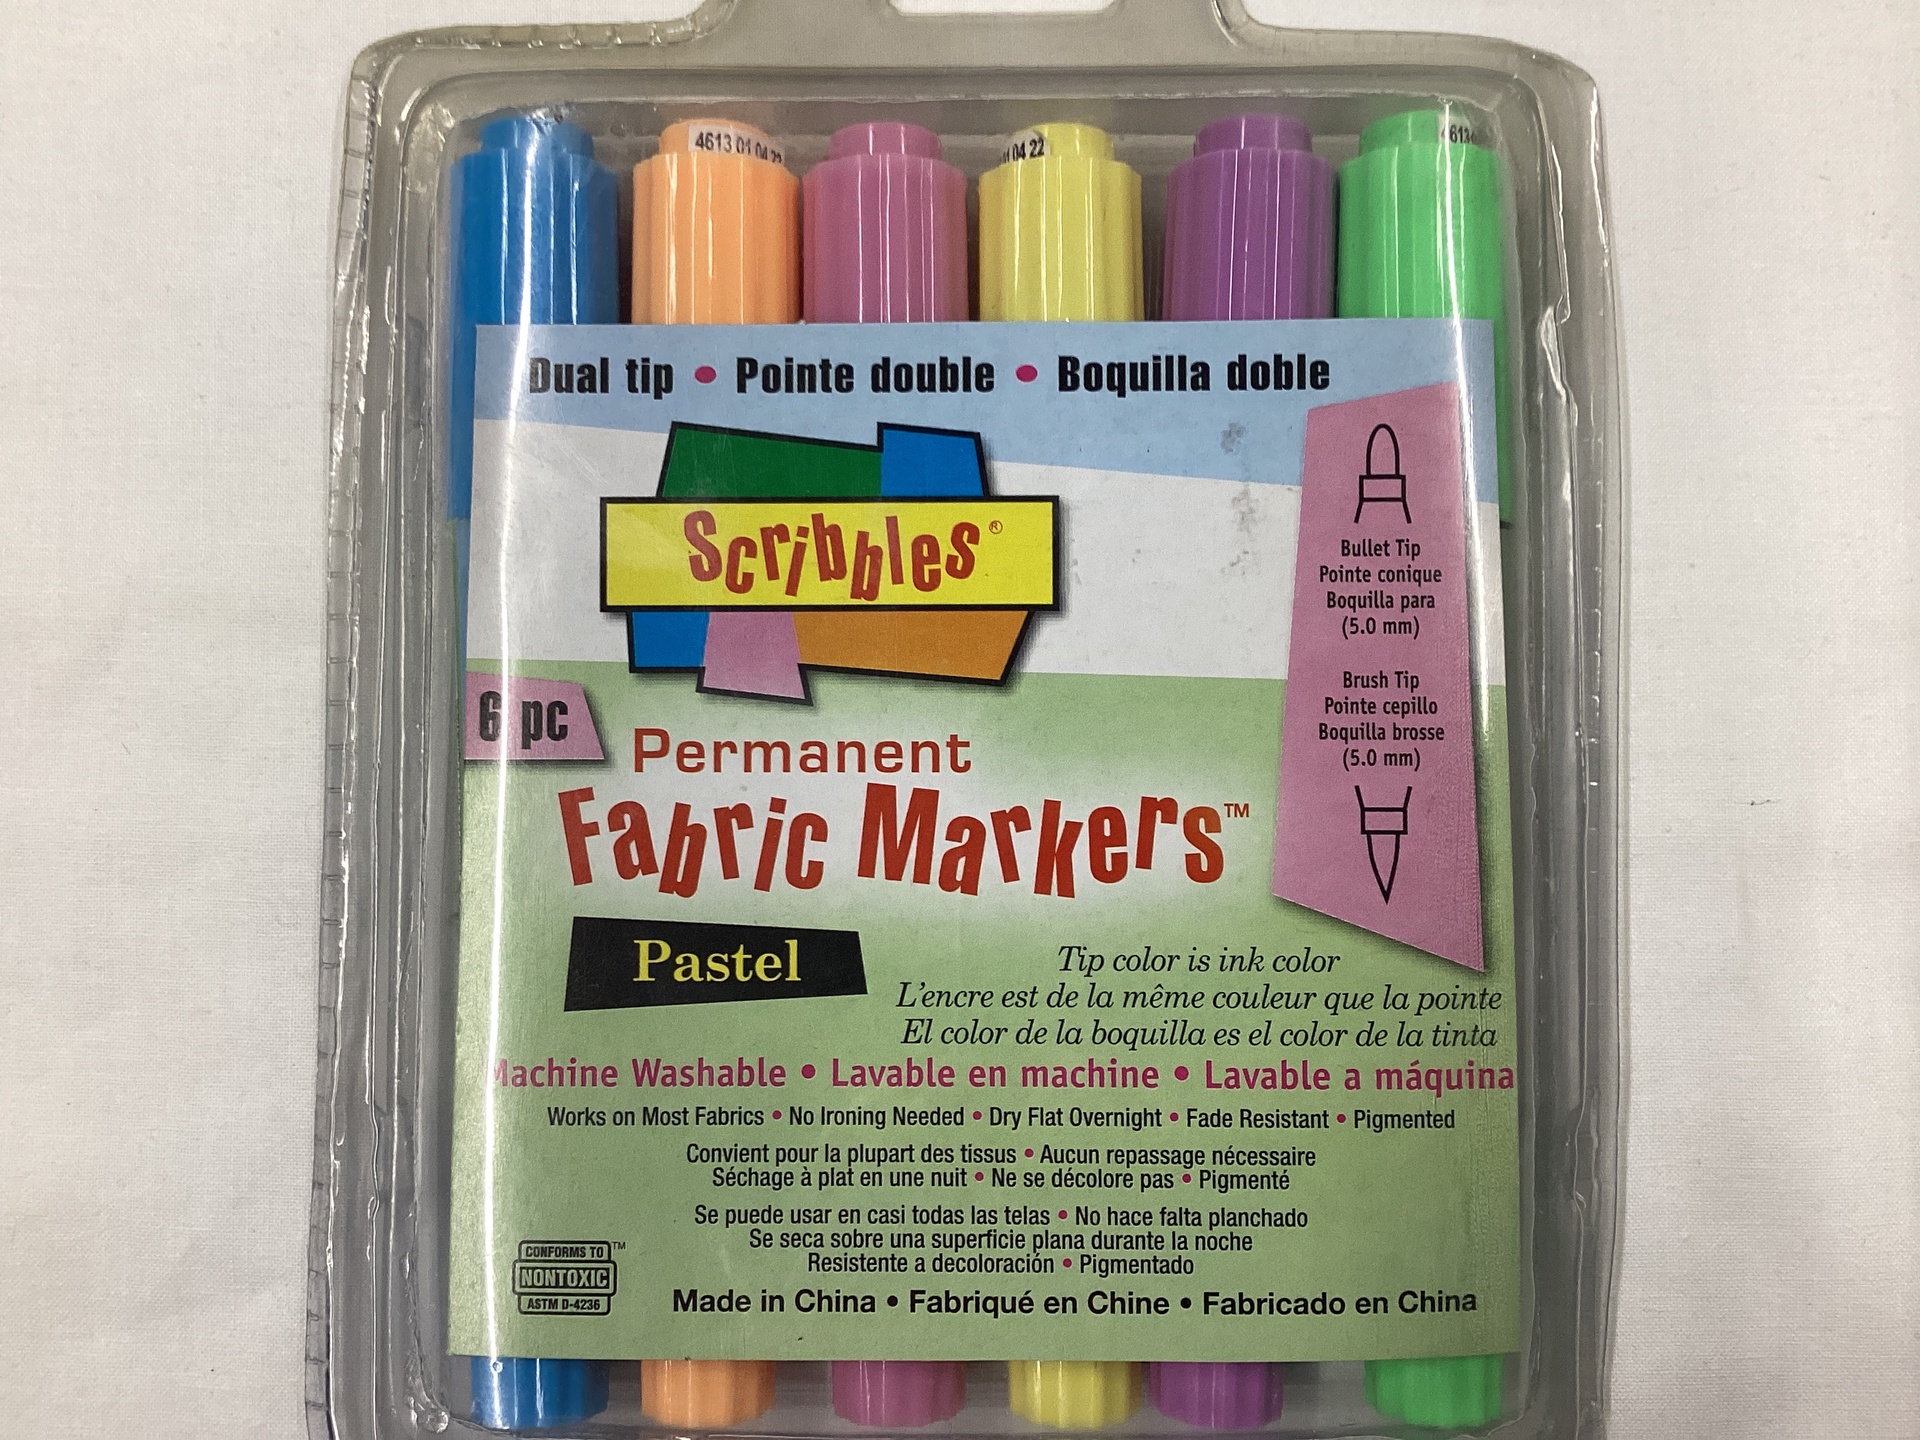 4613 01 04 22
01 04 22
4613
Dual tip • Pointe double • Boquilla doble
Scribbles®
Bullet Tip
Pointe conique
Boquilla para
(5.0 mm)
Brush Tip
Pointe cepillo
Boquilla brosse
(5.0 mm)
6 pc
Permanent
Fabric Markers™
Pastel
Tip color is ink color
L'encre est de la même couleur que la pointe
El color de la boquilla es el color de la tinta
Machine Washable • Lavable en machine • Lavable a máquina
Works on Most Fabrics • No Ironing Needed • Dry Flat Overnight • Fade Resistant • Pigmented
Convient pour la plupart des tissus • Aucun repassage nécessaire
Séchage à plat en une nuit • Ne se décolore pas • Pigmenté
Se puede usar en casi todas las telas • No hace falta planchado
Se seca sobre una superficie plana durante la noche
Resistente a decoloración • Pigmentado
CONFORMS TO™
NONTOXIC
ASTM D-4236
Made in China • Fabriqué en Chine • Fabricado en China